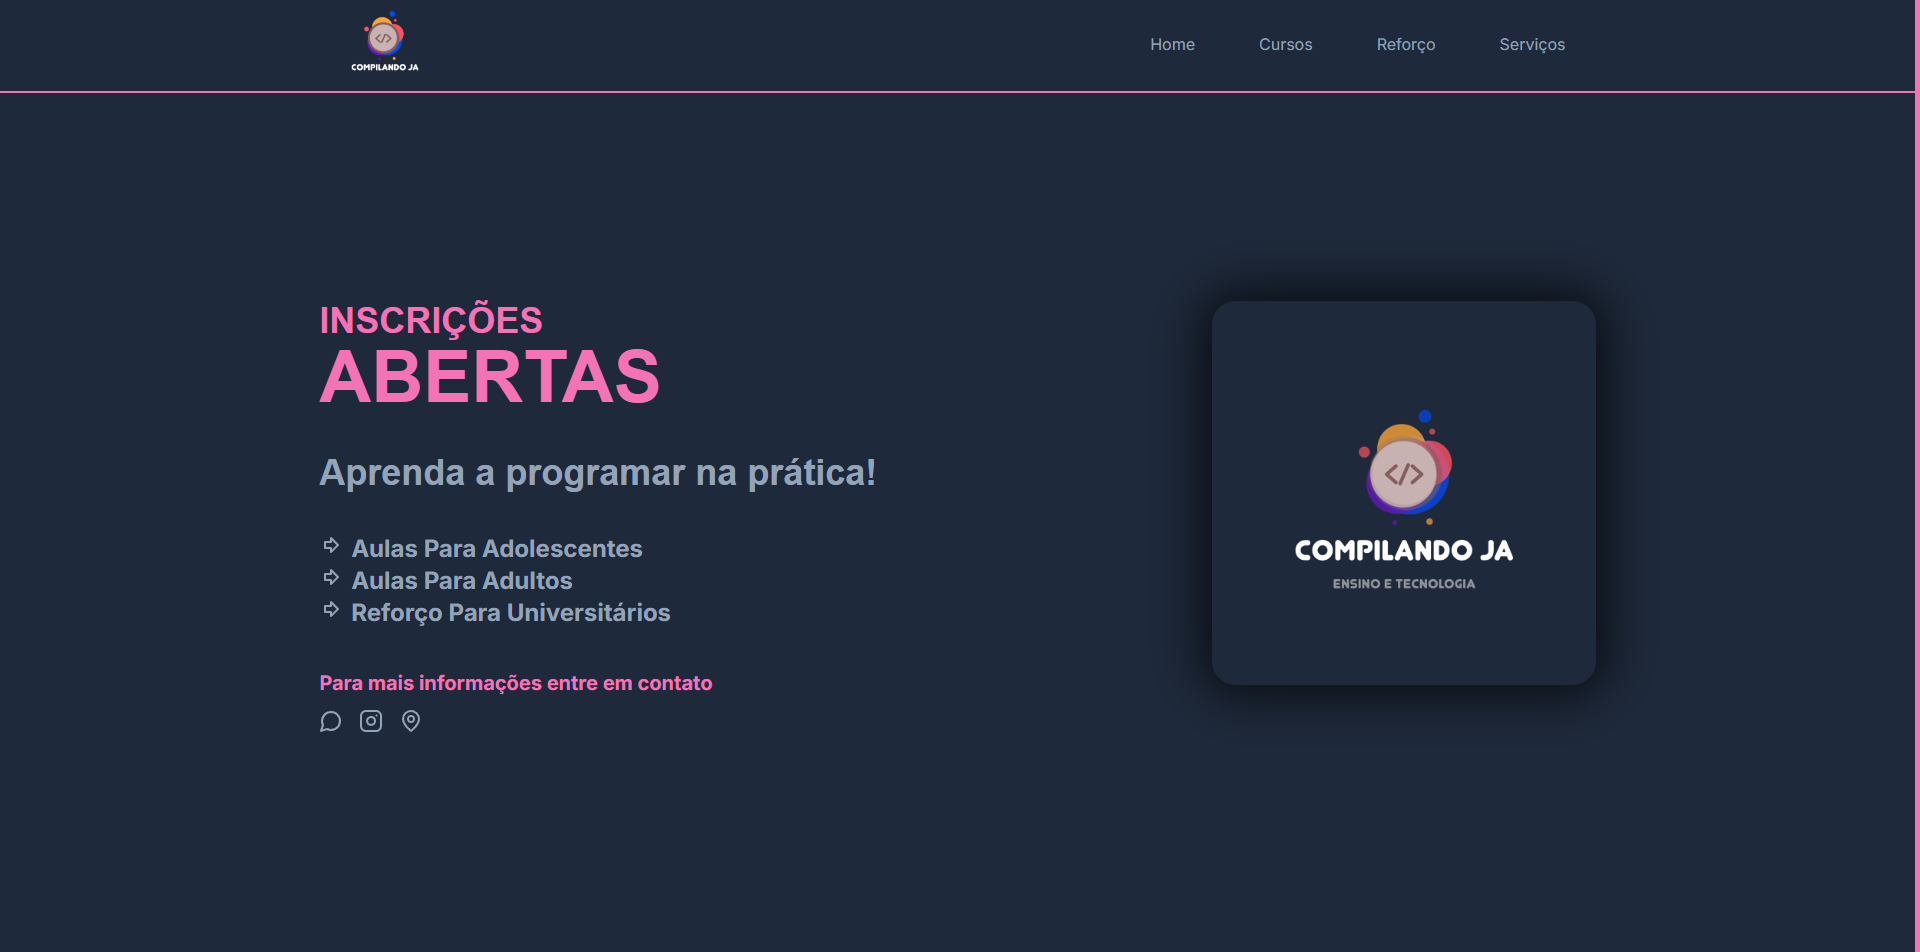 </>
COMPILANDO JA
Home
Cursos
Reforço
Serviços
INSCRIÇÕES
ABERTAS
Aprenda a programar na prática!
Aulas Para Adolescentes
Aulas Para Adultos
Reforço Para Universitários
Para mais informações entre em contato
</>
COMPILANDO JA
ENSINO E TECNOLOGIA